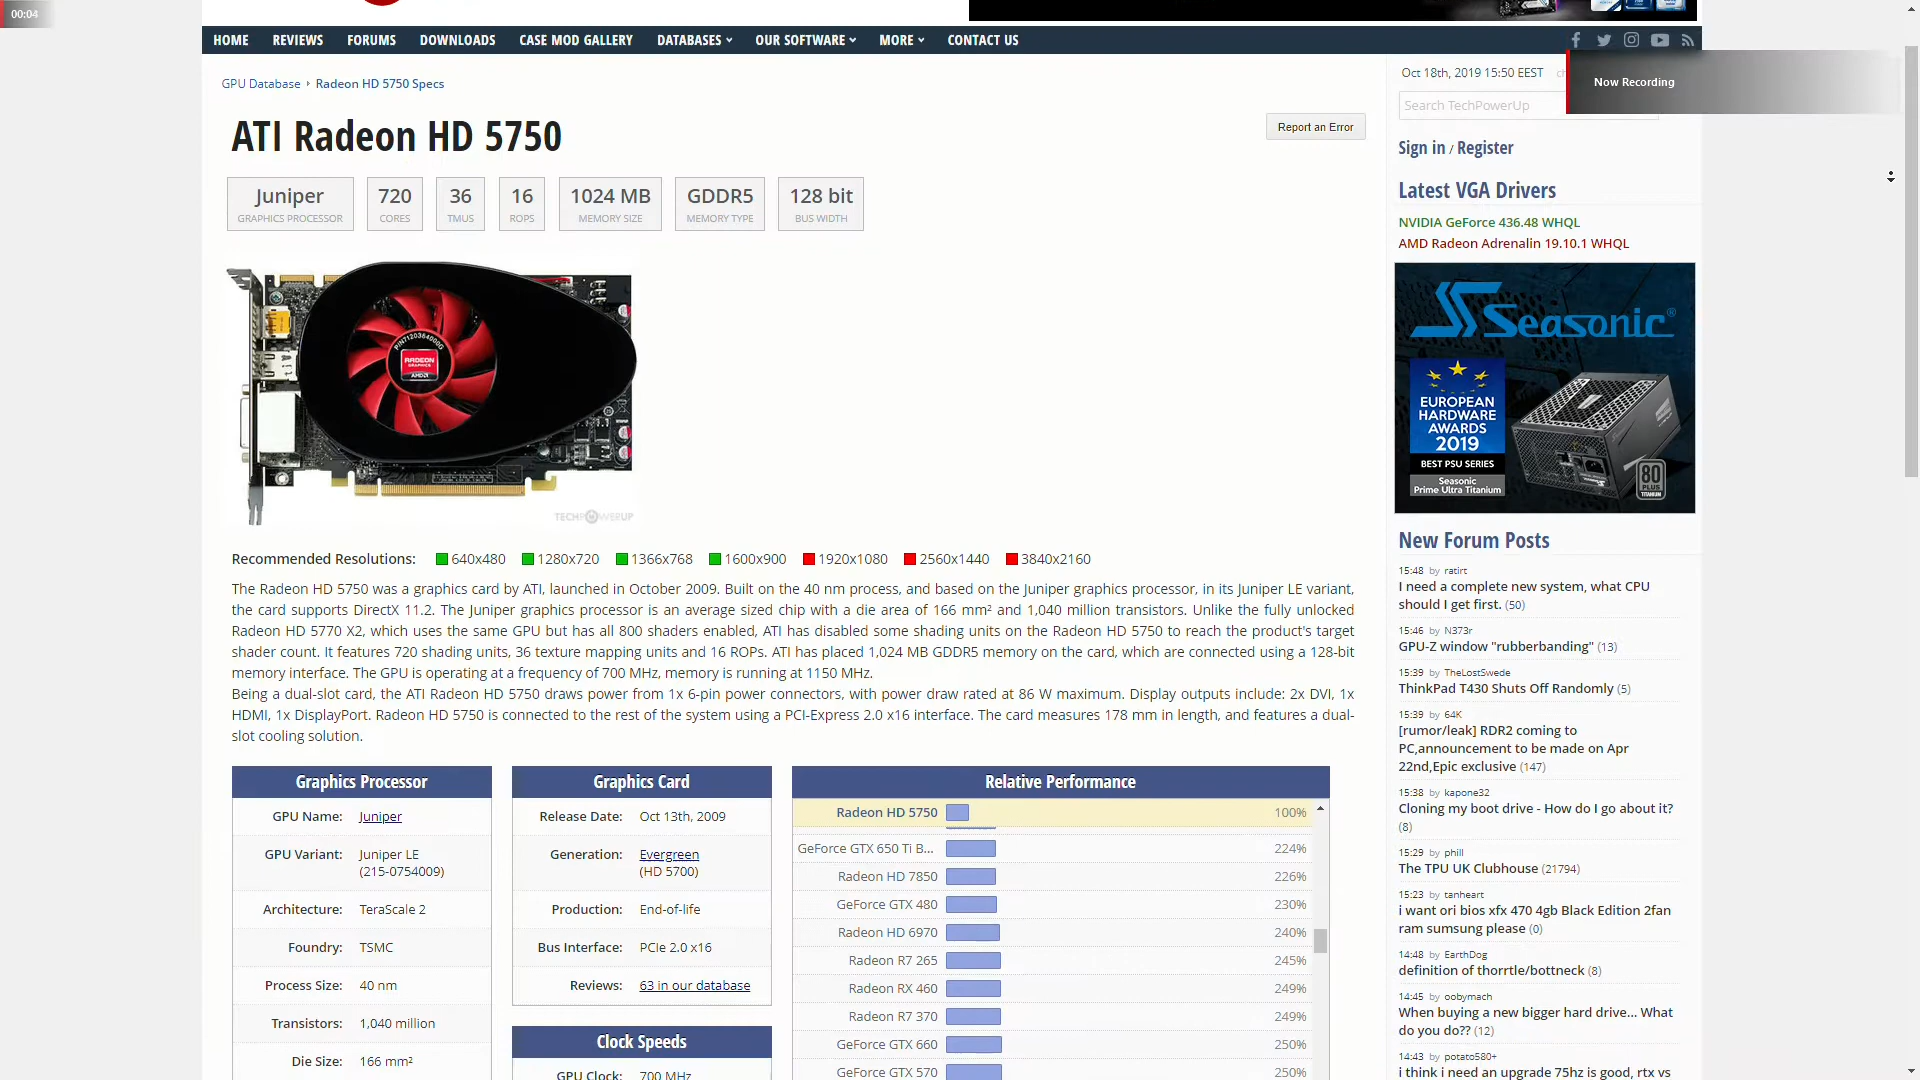 00:04
HOME REVIEWS FORUMS DOWNLOADS CASE MOD GALLERY DATABASES OUR SOFTWARE MORE CONTACT US
GPU Database Radeon HD 5750 Specs
ATI Radeon HD 5750
Report an Error
Juniper 720 36 16 1024 MB GDDR5 128 bit
GRAPHICS PROCESSOR CORES TMUS ROPS MEMORY SIZE MEMORY TYPE BUS WIDTH
P/N7120364000G
RADEON
GRAPHICS
AMD
TECHPOWERUP
Recommended Resolutions: 640x480 1280x720 1366x768 1600x900 1920x1080 2560x1440 3840x2160
The Radeon HD 5750 was a graphics card by ATI, launched in October 2009. Built on the 40 nm process, and based on the Juniper graphics processor, in its Juniper LE variant,
the card supports DirectX 11.2. The Juniper graphics processor is an average sized chip with a die area of 166 mm² and 1,040 million transistors. Unlike the fully unlocked
Radeon HD 5770 X2, which uses the same GPU but has all 800 shaders enabled, ATI has disabled some shading units on the Radeon HD 5750 to reach the product's target
shader count. It features 720 shading units, 36 texture mapping units and 16 ROPs. ATI has placed 1,024 MB GDDR5 memory on the card, which are connected using a 128-bit
memory interface. The GPU is operating at a frequency of 700 MHz, memory is running at 1150 MHz.
Being a dual-slot card, the ATI Radeon HD 5750 draws power from 1x 6-pin power connectors, with power draw rated at 86 W maximum. Display outputs include: 2x DVI, 1x
HDMI, 1x DisplayPort. Radeon HD 5750 is connected to the rest of the system using a PCI-Express 2.0 x16 interface. The card measures 178 mm in length, and features a dual-
slot cooling solution.
Graphics Processor
GPU Name: Juniper
GPU Variant: Juniper LE
(215-0754009)
Architecture: TeraScale 2
Foundry: TSMC
Process Size: 40 nm
Transistors: 1,040 million
Die Size: 166 mm²
Graphics Card
Release Date: Oct 13th, 2009
Generation: Evergreen
(HD 5700)
Production: End-of-life
Bus Interface: PCIe 2.0 x16
Reviews: 63 in our database
Clock Speeds
GPU Clock: 700 MHz
Relative Performance
Radeon HD 5750 100%
GeForce GTX 650 Ti B... 224%
Radeon HD 7850 226%
GeForce GTX 480 230%
Radeon HD 6970 240%
Radeon R7 265 245%
Radeon RX 460 249%
Radeon R7 370 249%
GeForce GTX 660 250%
GeForce GTX 570 250%
Oct 18th, 2019 15:50 EEST
Now Recording
Search TechPowerUp
Sign in / Register
Latest VGA Drivers
NVIDIA GeForce 436.48 WHQL
AMD Radeon Adrenalin 19.10.1 WHQL
Seasonic®
EUROPEAN
HARDWARE
AWARDS
2019
BEST PSU SERIES
Seasonic
Prime Ultra Titanium
80
PLUS
TITANIUM
New Forum Posts
15:48 by ratirt
I need a complete new system, what CPU
should I get first. (50)
15:46 by N373r
GPU-Z window "rubberbanding" (13)
15:39 by TheLostSwede
ThinkPad T430 Shuts Off Randomly (5)
15:39 by 64K
[rumor/leak] RDR2 coming to
PC,announcement to be made on Apr
22nd,Epic exclusive (147)
15:38 by kapone32
Cloning my boot drive - How do I go about it?
(8)
15:29 by phill
The TPU UK Clubhouse (21794)
15:23 by tanheart
i want ori bios xfx 470 4gb Black Edition 2fan
ram sumsung please (0)
14:48 by EarthDog
definition of thorrtle/bottneck (8)
14:45 by oobymach
When buying a new bigger hard drive... What
do you do?? (12)
14:43 by potato580+
i think i need an upgrade 75hz is good, rtx vs